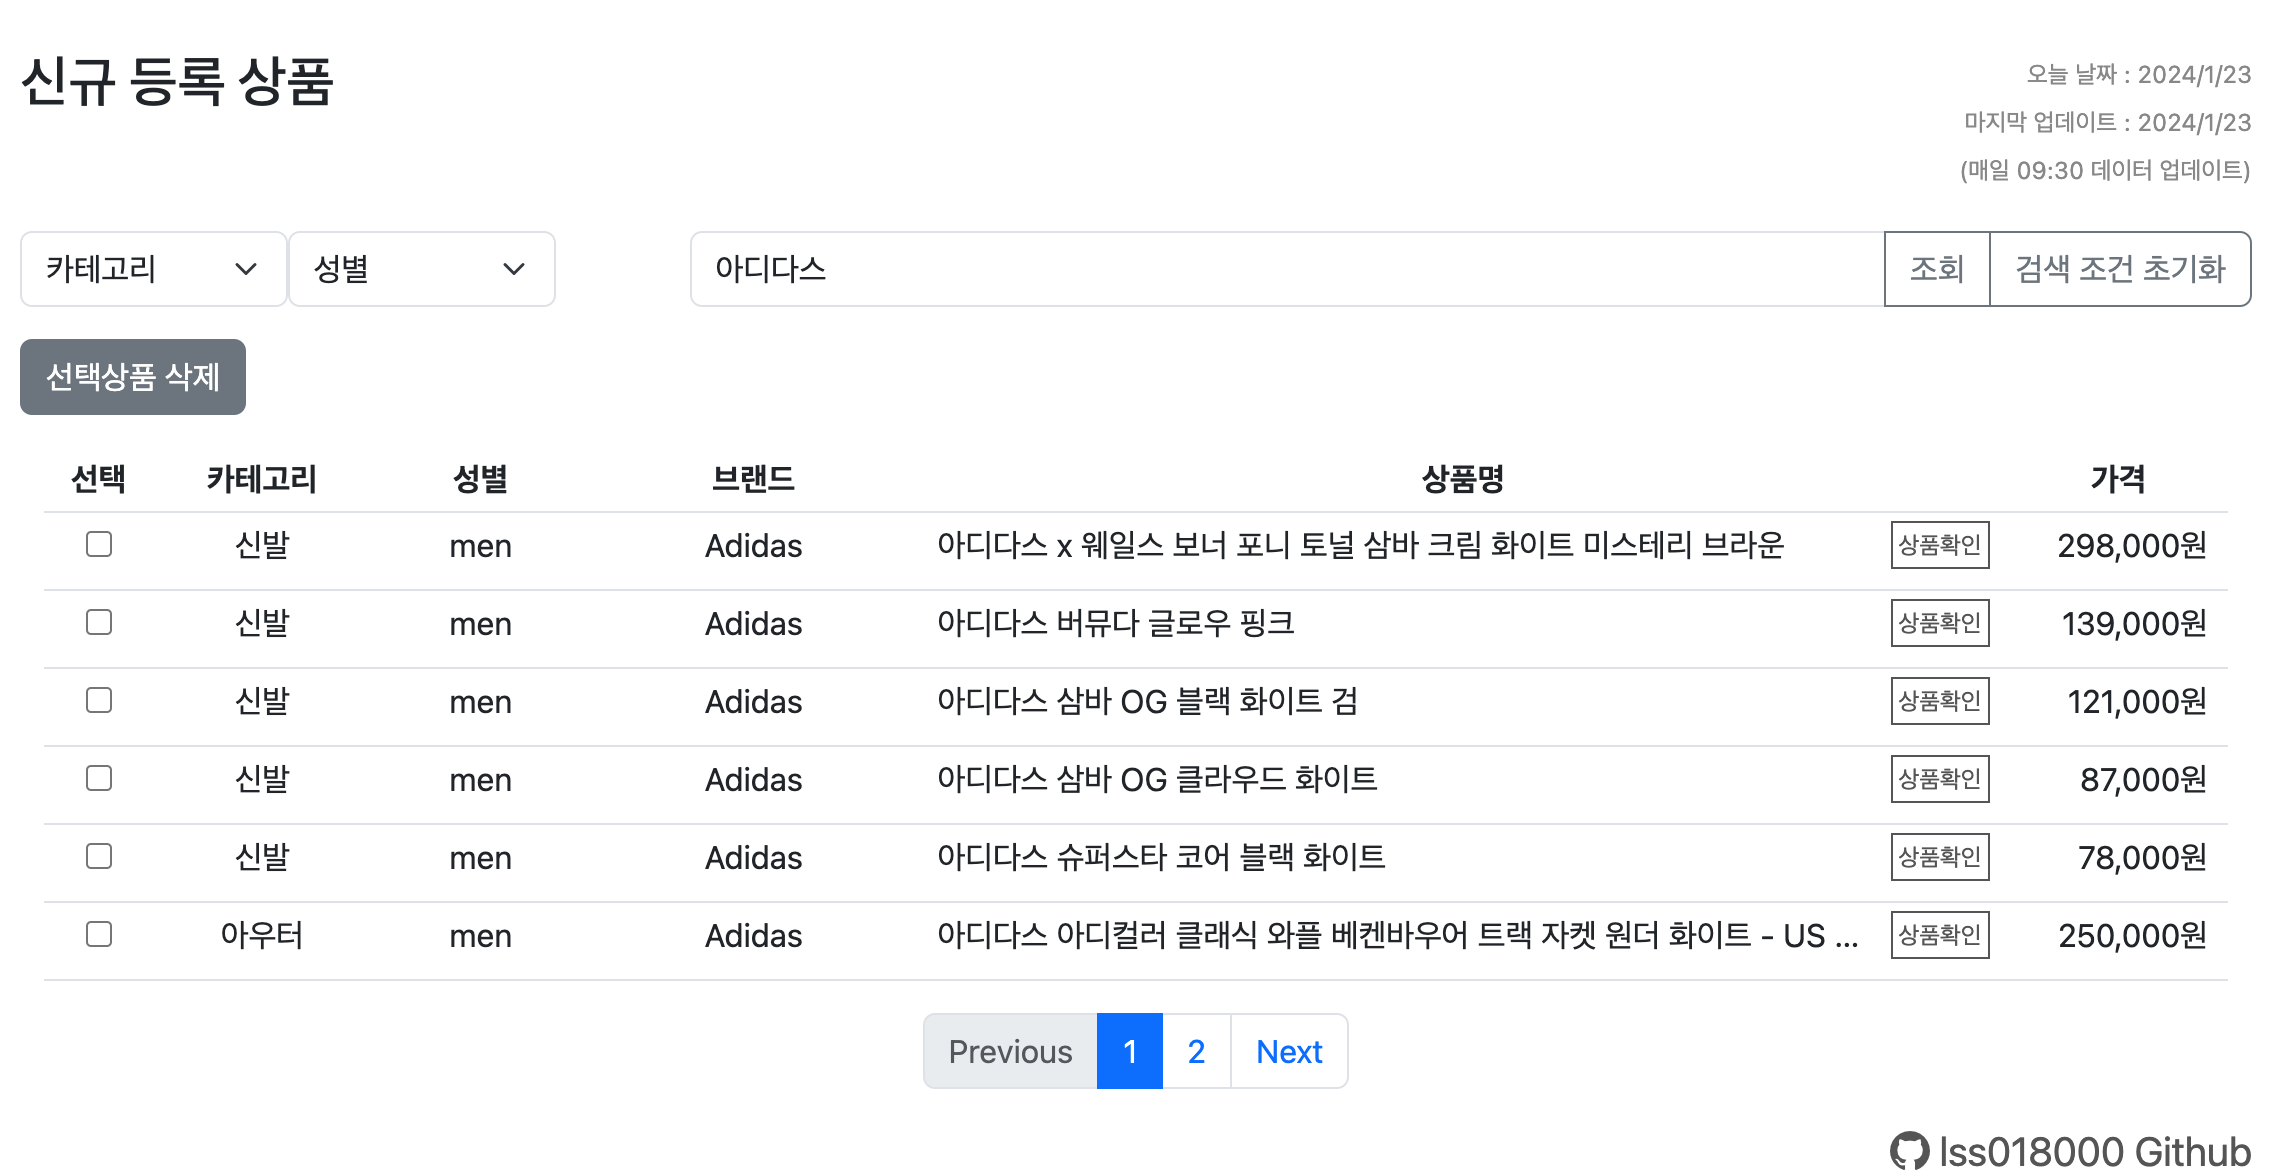 신규 등록 상품
오늘 날짜 : 2024/1/23
마지막 업데이트 : 2024/1/23
(매일 09:30 데이터 업데이트)
카테고리 성별 아디다스 조회 검색 조건 초기화
선택상품 삭제
선택 카테고리 성별 브랜드 상품명 가격
신발 men Adidas 아디다스 x 웨일스 보너 포니 토널 삼바 크림 화이트 미스테리 브라운 상품확인 298,000원
신발 men Adidas 아디다스 버뮤다 글로우 핑크 상품확인 139,000원
신발 men Adidas 아디다스 삼바 OG 블랙 화이트 검 상품확인 121,000원
신발 men Adidas 아디다스 삼바 OG 클라우드 화이트 상품확인 87,000원
신발 men Adidas 아디다스 슈퍼스타 코어 블랙 화이트 상품확인 78,000원
아우터 men Adidas 아디다스 아디컬러 클래식 와플 베켄바우어 트랙 자켓 원더 화이트 - US ... 상품확인 250,000원
Previous 1 2 Next
lss018000 Github